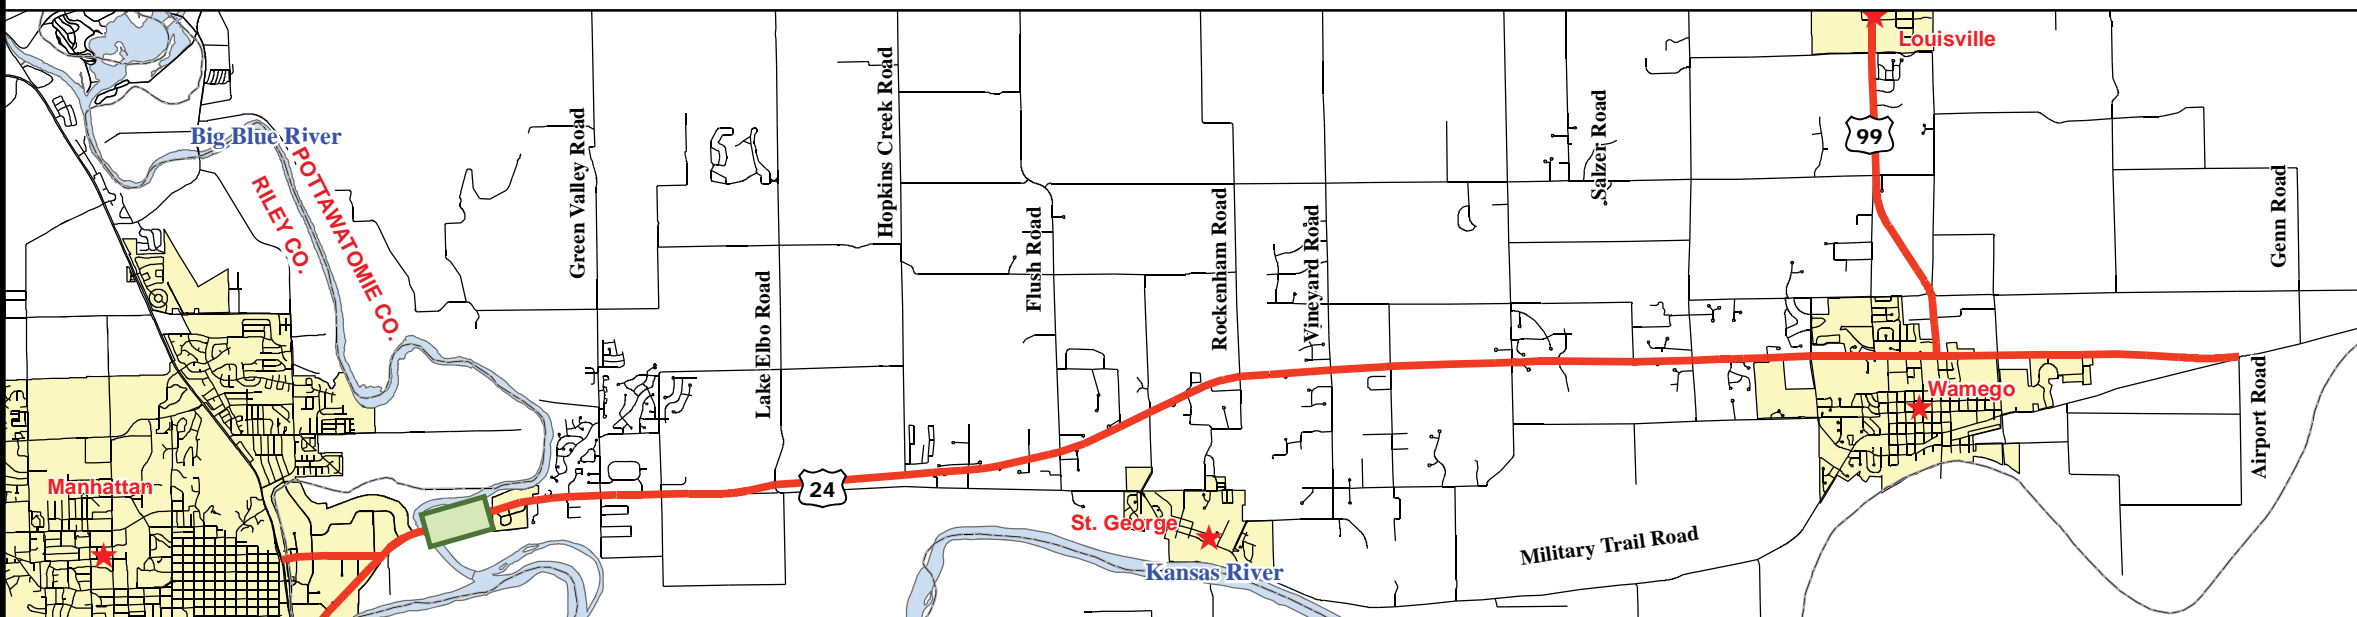 Louisville
99
Big Blue River
POTTAWATOMIE CO.
RILEY CO.
Green Valley Road
Hopkins Creek Road
Lake Elbo Road
Flush Road
Rockenham Road
Vineyard Road
Salzer Road
Genn Road
Wamego
Airport Road
Manhattan
24
St. George
Kansas River
Military Trail Road